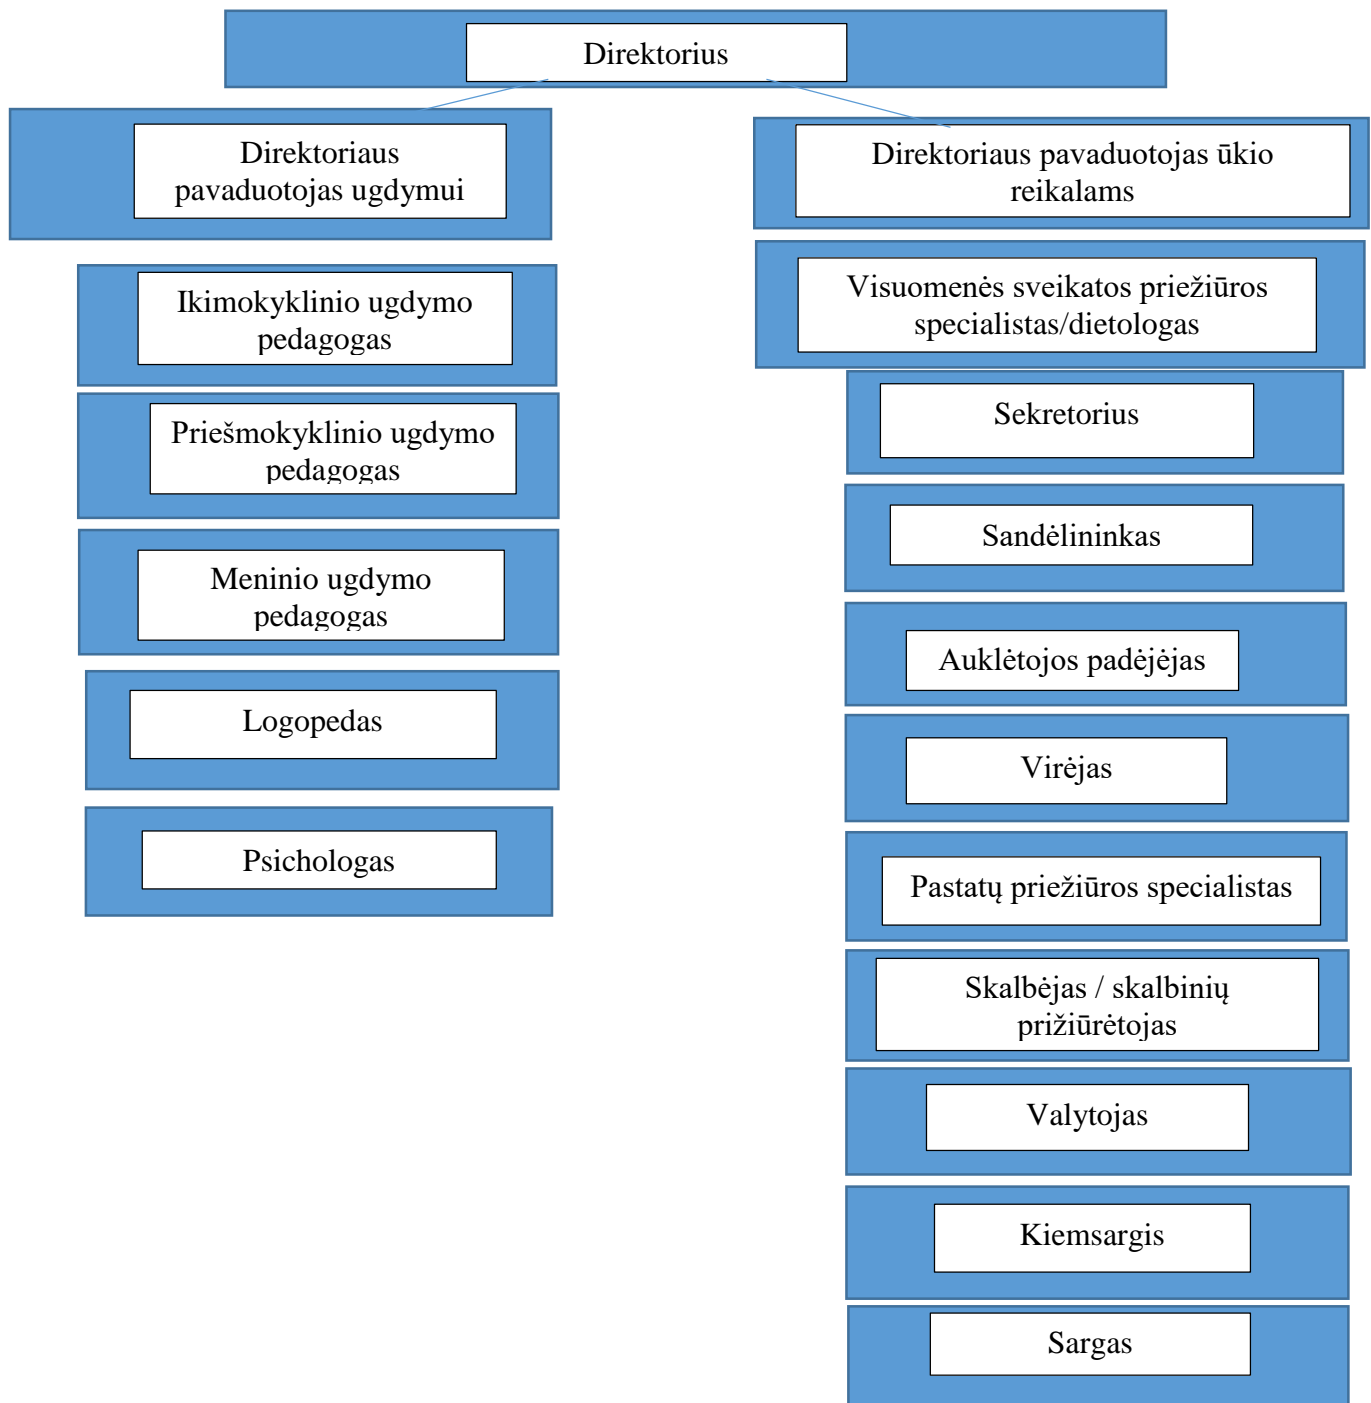 Direktorius
Direktoriaus
pavaduotojas ugdymui
Ikimokyklinio ugdymo
pedagogas
Priešmokyklinio ugdymo
pedagogas
Meninio ugdymo
pedagogas
Logopedas
Psichologas
Direktoriaus pavaduotojas ūkio
reikalams
Visuomenės sveikatos priežiūros
specialistas/dietologas
Sekretorius
Sandėlininkas
Auklėtojos padėjėjas
Virėjas
Pastatų priežiūros specialistas
Skalbėjas / skalbinių
prižiūrėtojas
Valytojas
Kiemsargis
Sargas